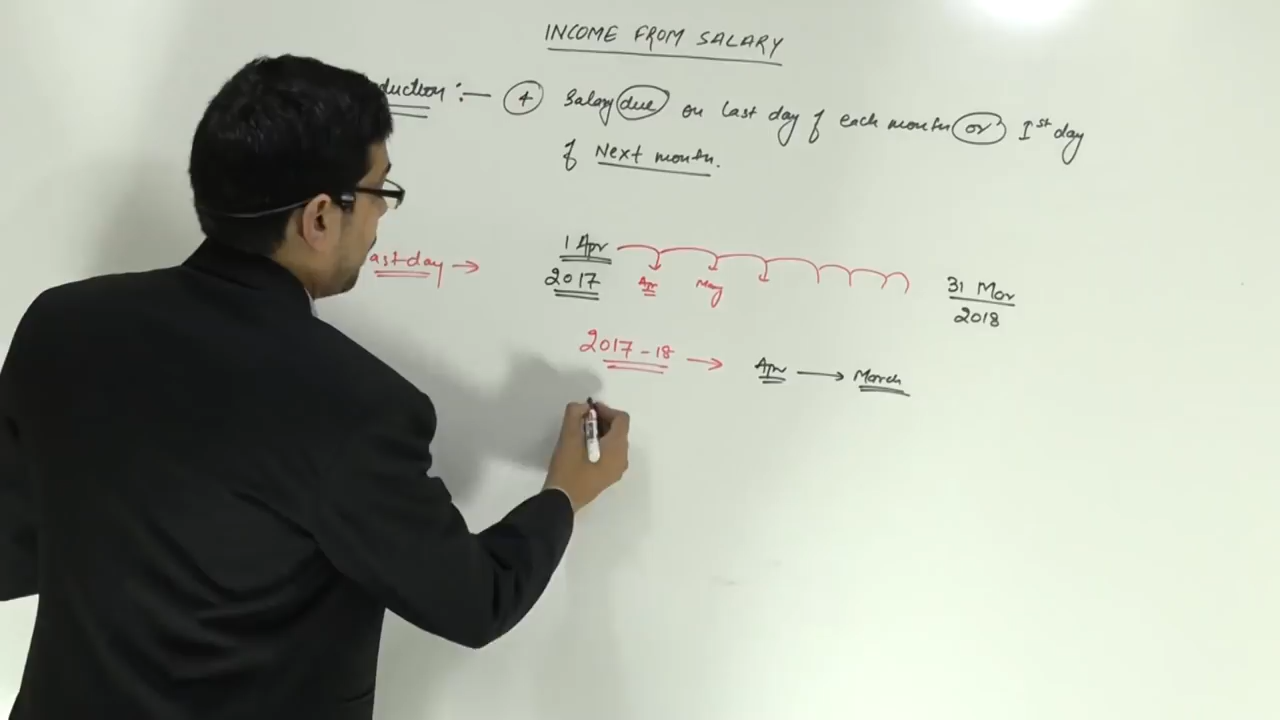 INCOME FROM SALARY
duction :— 4 Salary due on last day of each month or 1st day
of Next month.
ast day → 1 Apr 2017
Apr May
31 Mar 2018
2017-18 → Apr → March